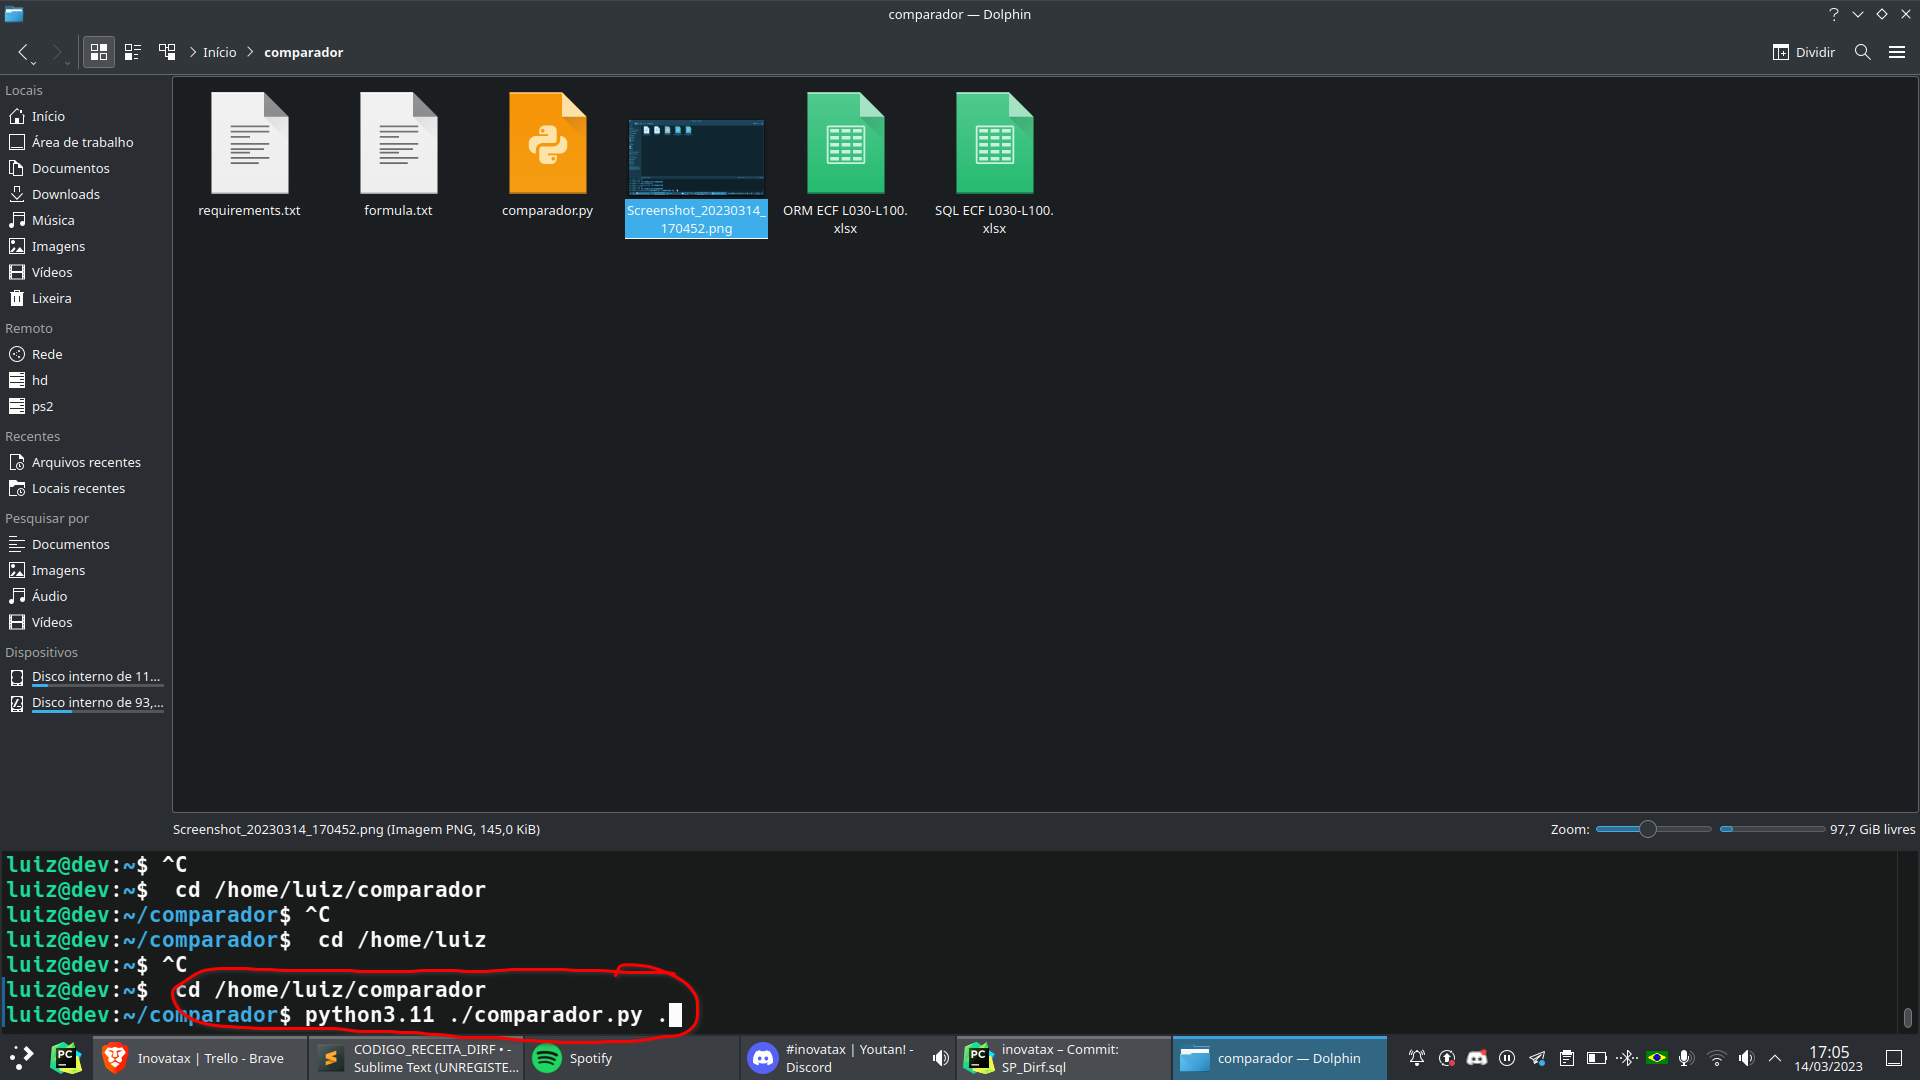 comparador — Dolphin
Início
comparador
Dividir
Locais
Início
Área de trabalho
Documentos
Downloads
Música
Imagens
Vídeos
Lixeira
Remoto
Rede
hd
ps2
Recentes
Arquivos recentes
Locais recentes
Pesquisar por
Documentos
Imagens
Áudio
Vídeos
Dispositivos
Disco interno de 11...
Disco interno de 93,...
requirements.txt
formula.txt
comparador.py
Screenshot_20230314_
170452.png
ORM ECF L030-L100.
xlsx
SQL ECF L030-L100.
xlsx
Screenshot_20230314_170452.png (Imagem PNG, 145,0 KiB)
Zoom:
97,7 GiB livres
luiz@dev:~$ ^C
luiz@dev:~$  cd /home/luiz/comparador
luiz@dev:~/comparador$ ^C
luiz@dev:~/comparador$  cd /home/luiz
luiz@dev:~$ ^C
luiz@dev:~$  cd /home/luiz/comparador
luiz@dev:~/comparador$ python3.11 ./comparador.py .
PC
Inovatax | Trello - Brave
CODIGO_RECEITA_DIRF • -
Sublime Text (UNREGISTE...
Spotify
#inovatax | Youtan! -
Discord
PC
inovatax – Commit:
SP_Dirf.sql
comparador — Dolphin
17:05
14/03/2023